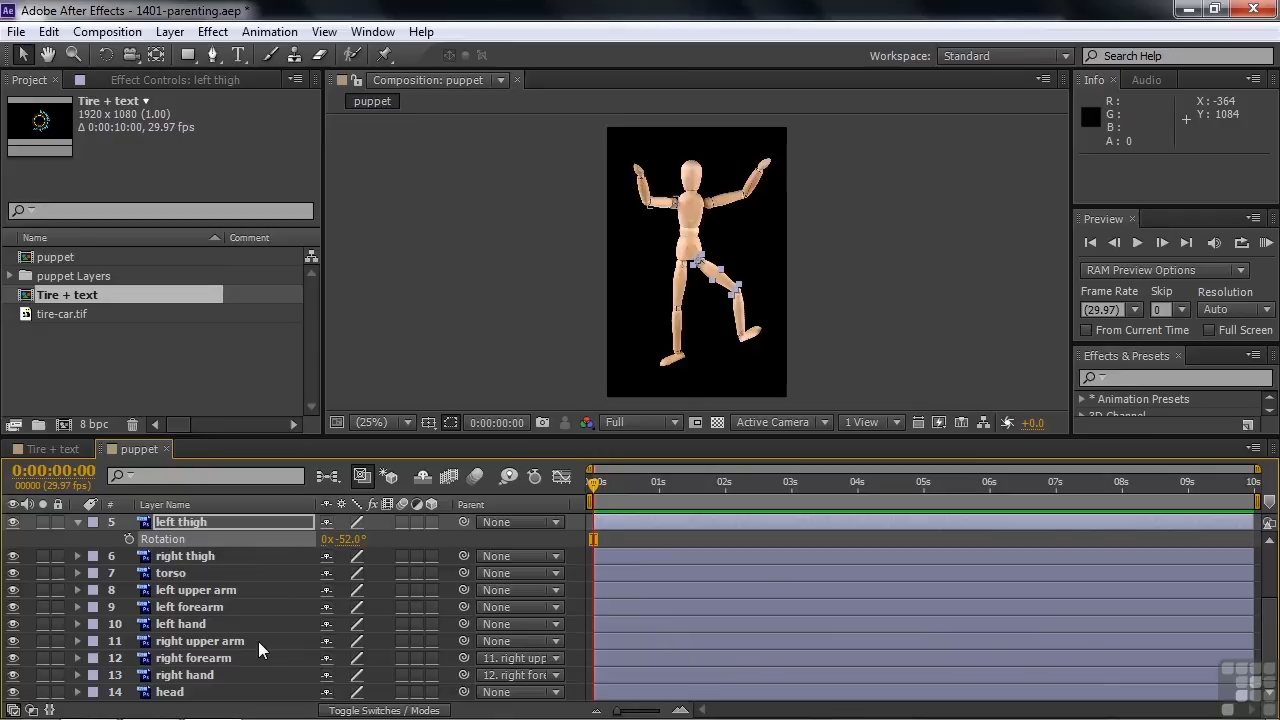 Adobe After Effects - 1401-parenting.aep *
File Edit Composition Layer Effect Animation View Window Help
Workspace: Standard Search Help
Project Effect Controls: left thigh Composition: puppet Info Audio
Tire + text
1920 x 1080 (1.00)
Δ 0:00:10:00, 29.97 fps
puppet
R :
G :
B :
A : 0
X : -364
Y : 1084
Preview
RAM Preview Options
Frame Rate Skip Resolution
(29.97) 0 Auto
From Current Time Full Screen
Effects & Presets
* Animation Presets
3D Channel
Name Comment
puppet
puppet Layers
Tire + text
tire-car.tif
8 bpc
(25%) 0:00:00:00 Full Active Camera 1 View +0.0
Tire + text puppet
0:00:00:00
00000 (29.97 fps)
# Layer Name Parent
00s 01s 02s 03s 04s 05s 06s 07s 08s 09s 10s
5 left thigh None
Rotation 0x-52.0°
6 right thigh None
7 torso None
8 left upper arm None
9 left forearm None
10 left hand None
11 right upper arm None
12 right forearm 11. right upp
13 right hand 12. right fore
14 head None
Toggle Switches / Modes